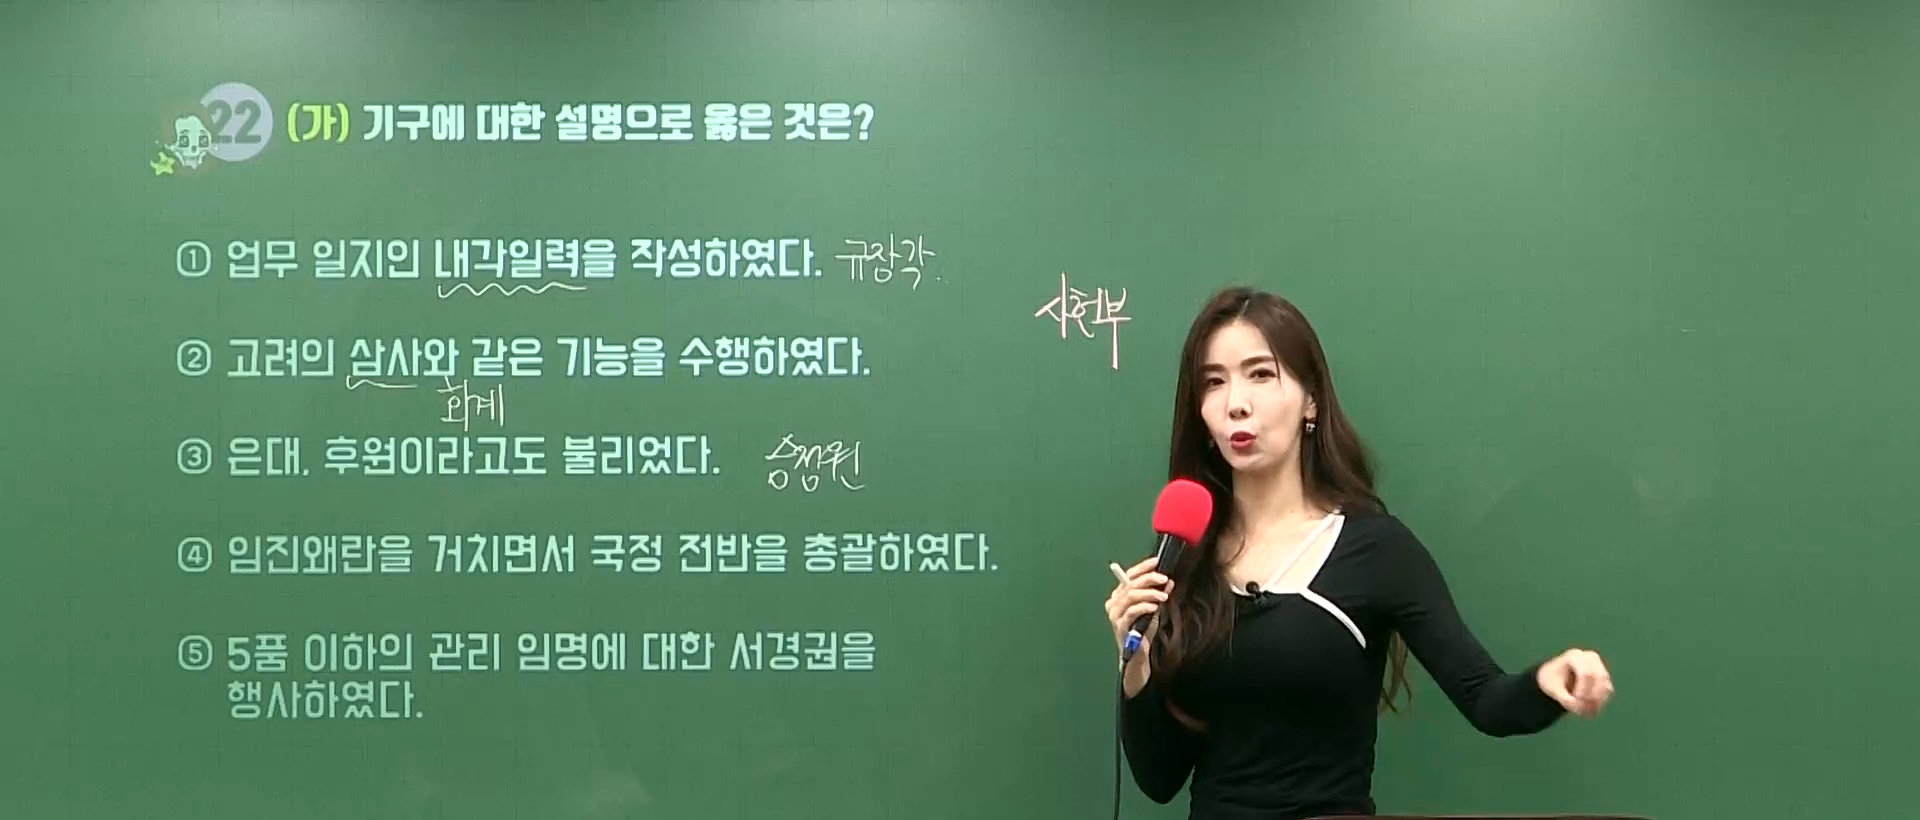 22 (가) 기구에 대한 설명으로 옳은 것은?
① 업무 일지인 내각일력을 작성하였다. 규장각.
사헌부
② 고려의 삼사와 같은 기능을 수행하였다.
회계
③ 은대, 후원이라고도 불리었다. 승정원
④ 임진왜란을 거치면서 국정 전반을 총괄하였다.
⑤ 5품 이하의 관리 임명에 대한 서경권을
행사하였다.